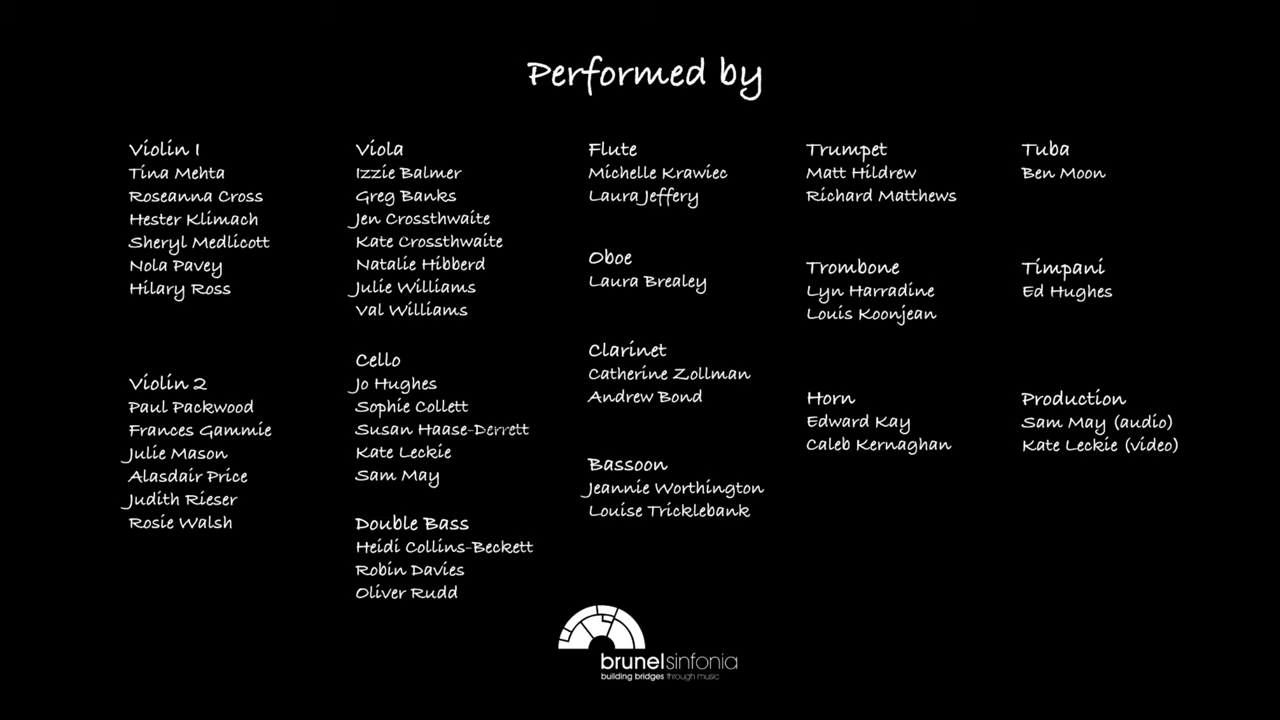 Performed by
Violin 1
Tina Mehta
Roseanna Cross
Hester Klimach
Sheryl Medlicott
Nola Pavey
Hilary Ross
Violin 2
Paul Packwood
Frances Gammie
Julie Mason
Alasdair Price
Judith Rieser
Rosie Walsh
Viola
Izzie Balmer
Greg Banks
Jen Crossthwaite
Kate Crossthwaite
Natalie Hibberd
Julie Williams
Val Williams
Cello
Jo Hughes
Sophie Collett
Susan Haase-Derrett
Kate Leckie
Sam May
Double Bass
Heidi Collins-Beckett
Robin Davies
Oliver Rudd
Flute
Michelle Krawiec
Laura Jeffery
Oboe
Laura Brealey
Clarinet
Catherine Zollman
Andrew Bond
Bassoon
Jeannie Worthington
Louise Tricklebank
Trumpet
Matt Hildrew
Richard Matthews
Trombone
Lyn Harradine
Louis Koonjean
Horn
Edward Kay
Caleb Kernaghan
Tuba
Ben Moon
Timpani
Ed Hughes
Production
Sam May (audio)
Kate Leckie (video)
brunelsinfonia
building bridges through music